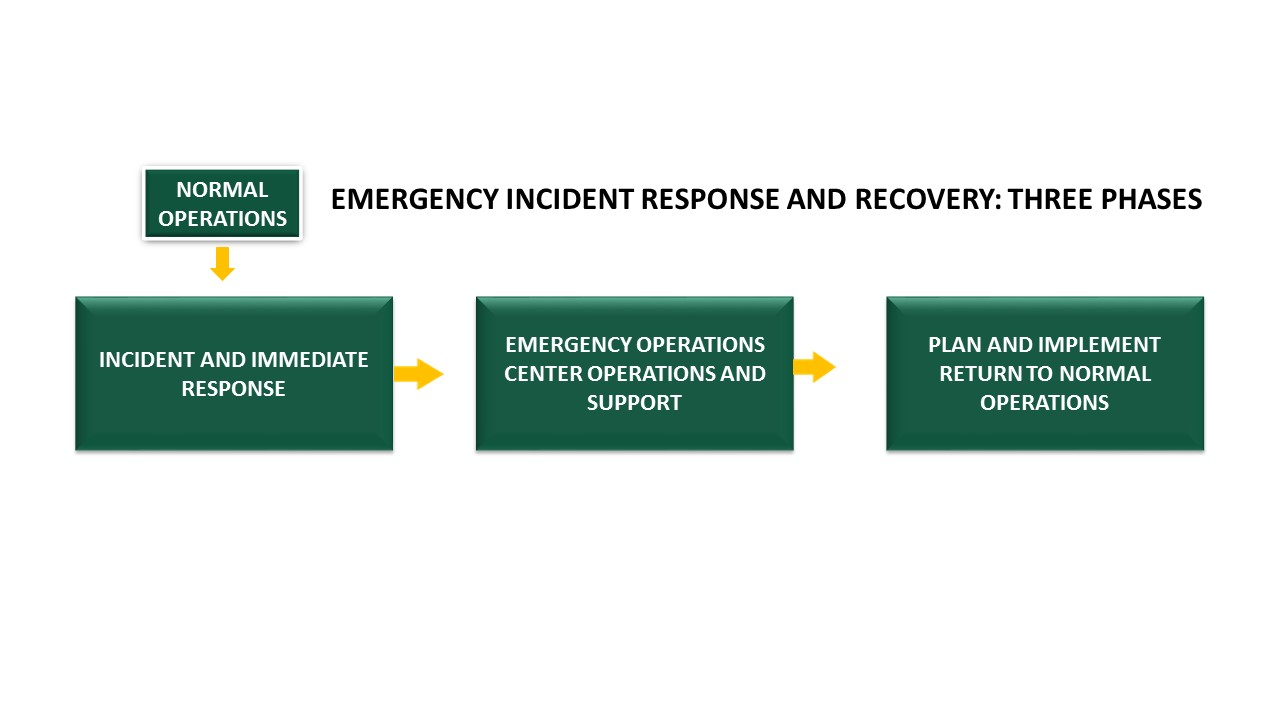 NORMAL
OPERATIONS
EMERGENCY INCIDENT RESPONSE AND RECOVERY: THREE PHASES
INCIDENT AND IMMEDIATE
RESPONSE
EMERGENCY OPERATIONS
CENTER OPERATIONS AND
SUPPORT
PLAN AND IMPLEMENT
RETURN TO NORMAL
OPERATIONS